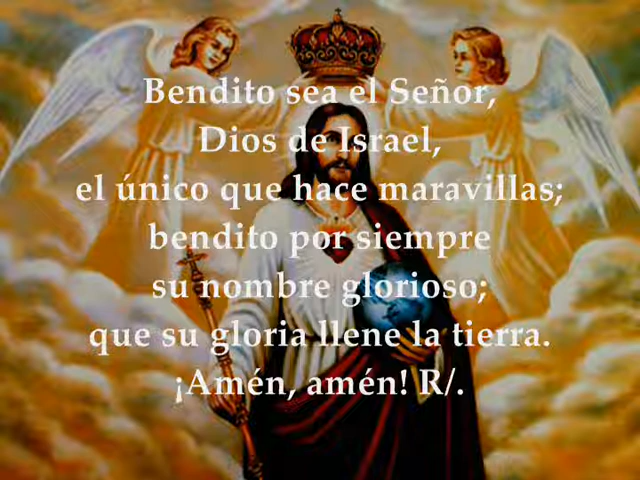 Bendito sea el Señor,
Dios de Israel,
el único que hace maravillas;
bendito por siempre
su nombre glorioso;
que su gloria llene la tierra.
¡Amén, amén! R/.